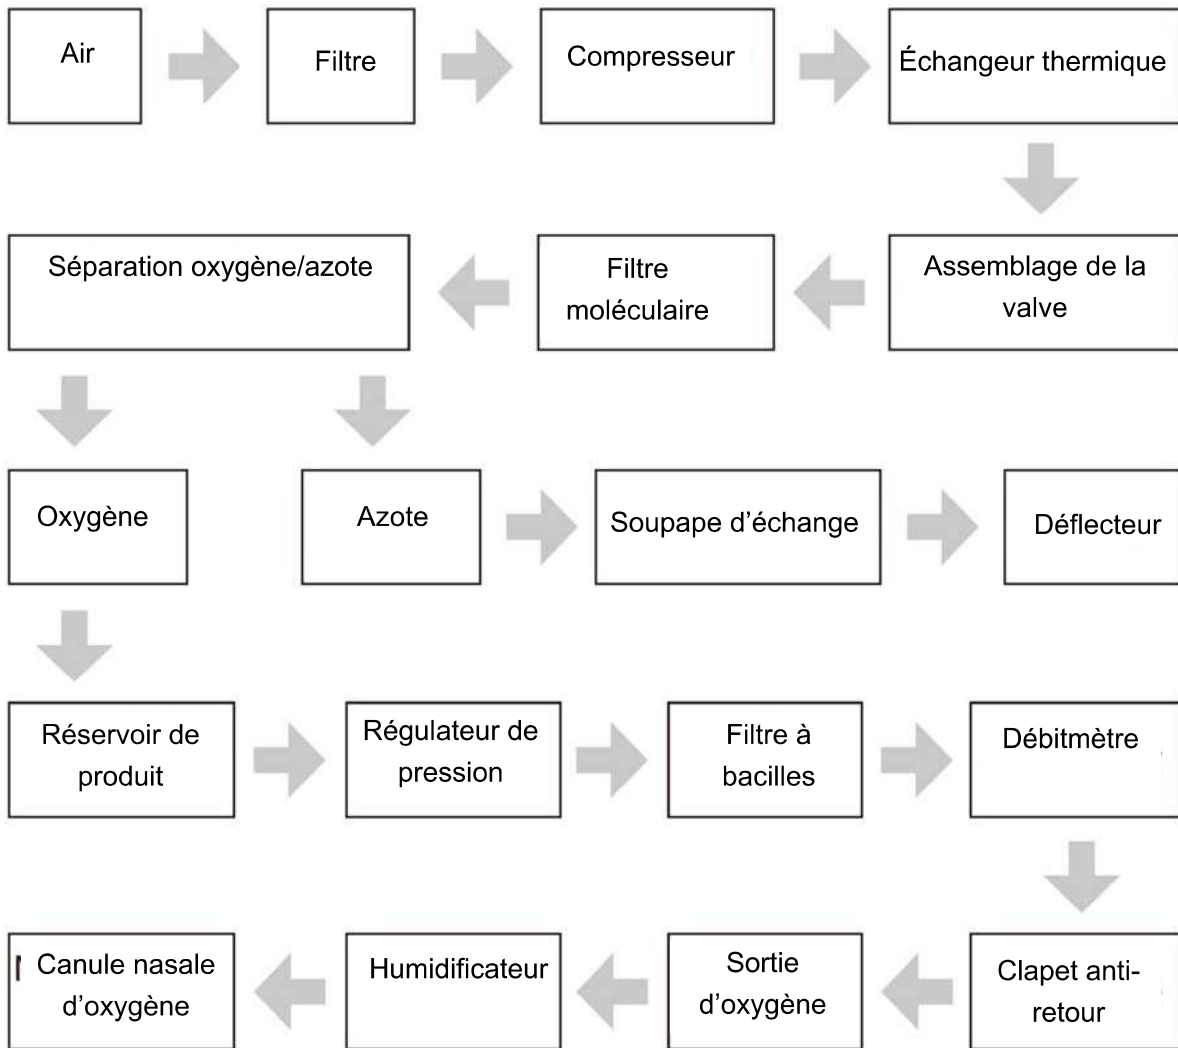 Air
Filtre
Compresseur
Échangeur thermique
Séparation oxygène/azote
Filtre
moléculaire
Assemblage de la
valve
Oxygène
Azote
Soupape d’échange
Déflecteur
Réservoir de
produit
Régulateur de
pression
Filtre à
bacilles
Débitmètre
Canule nasale
d’oxygène
Humidificateur
Sortie
d’oxygène
Clapet anti-
retour